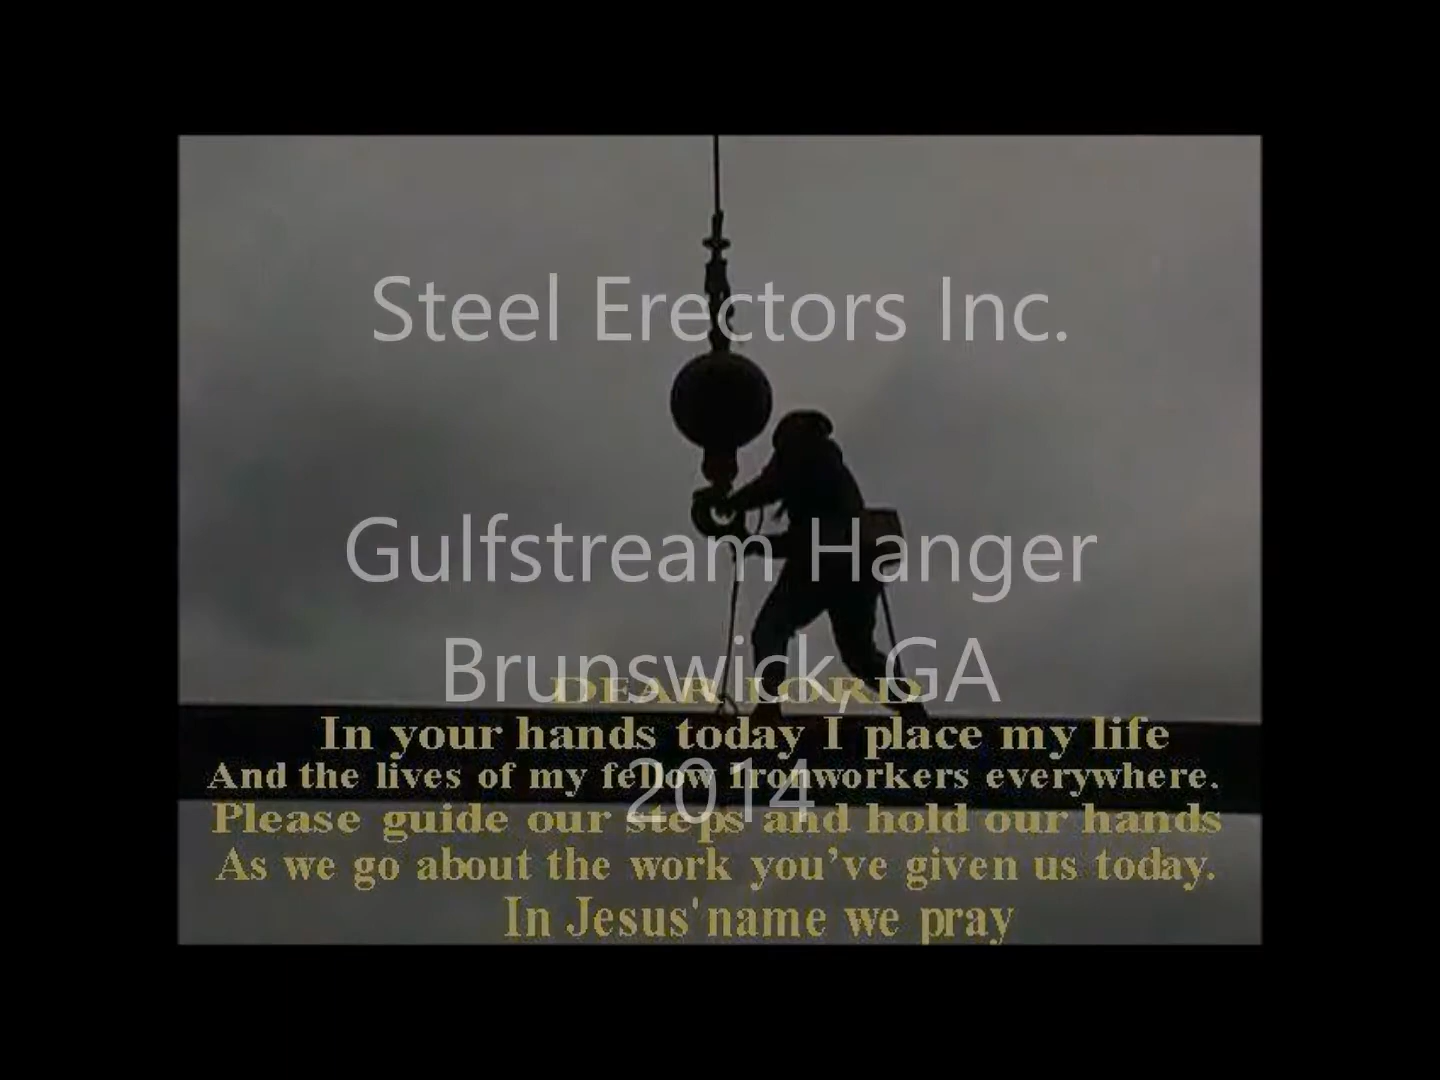 Steel Erectors Inc.
Gulfstream Hanger
Brunswick, GA
2014
DEAR LORD
In your hands today I place my life
And the lives of my fellow Ironworkers everywhere.
Please guide our steps and hold our hands
As we go about the work you've given us today.
In Jesus' name we pray